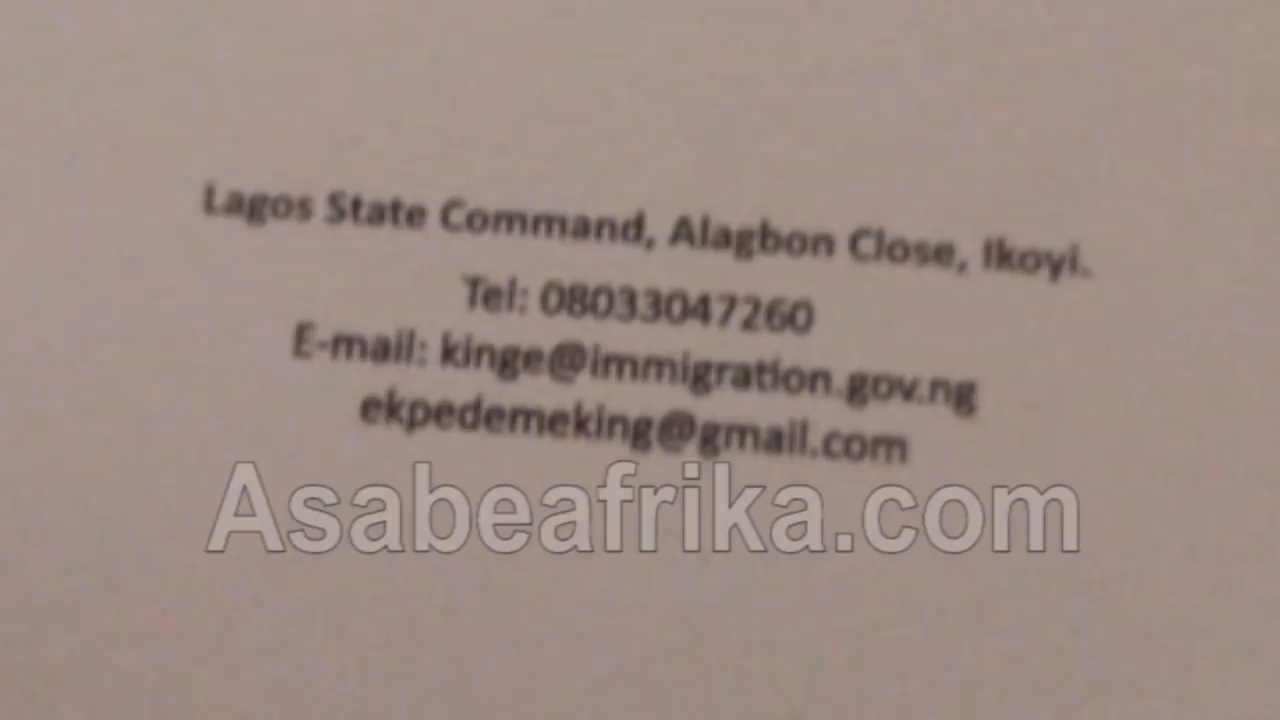 Lagos State Command, Alagbon Close, Ikoyi.
Tel: 08033047260
E-mail: kinge@immigration.gov.ng
ekpedemeking@gmail.com
Asabeafrika.com